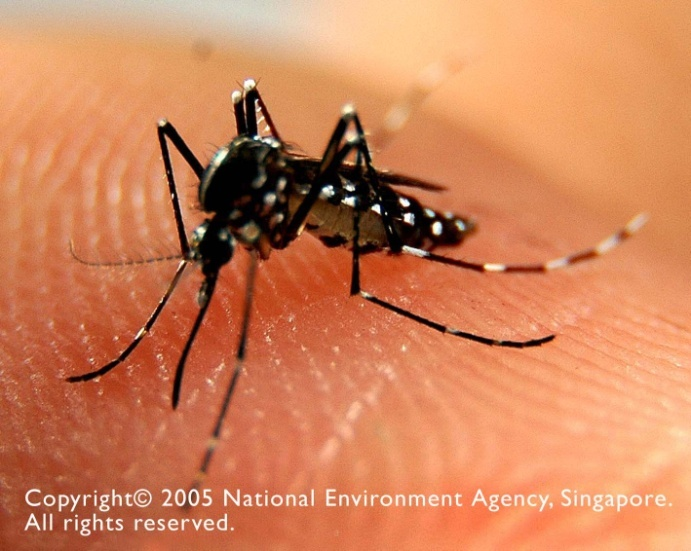 Copyright© 2005 National Environment Agency, Singapore.
All rights reserved.